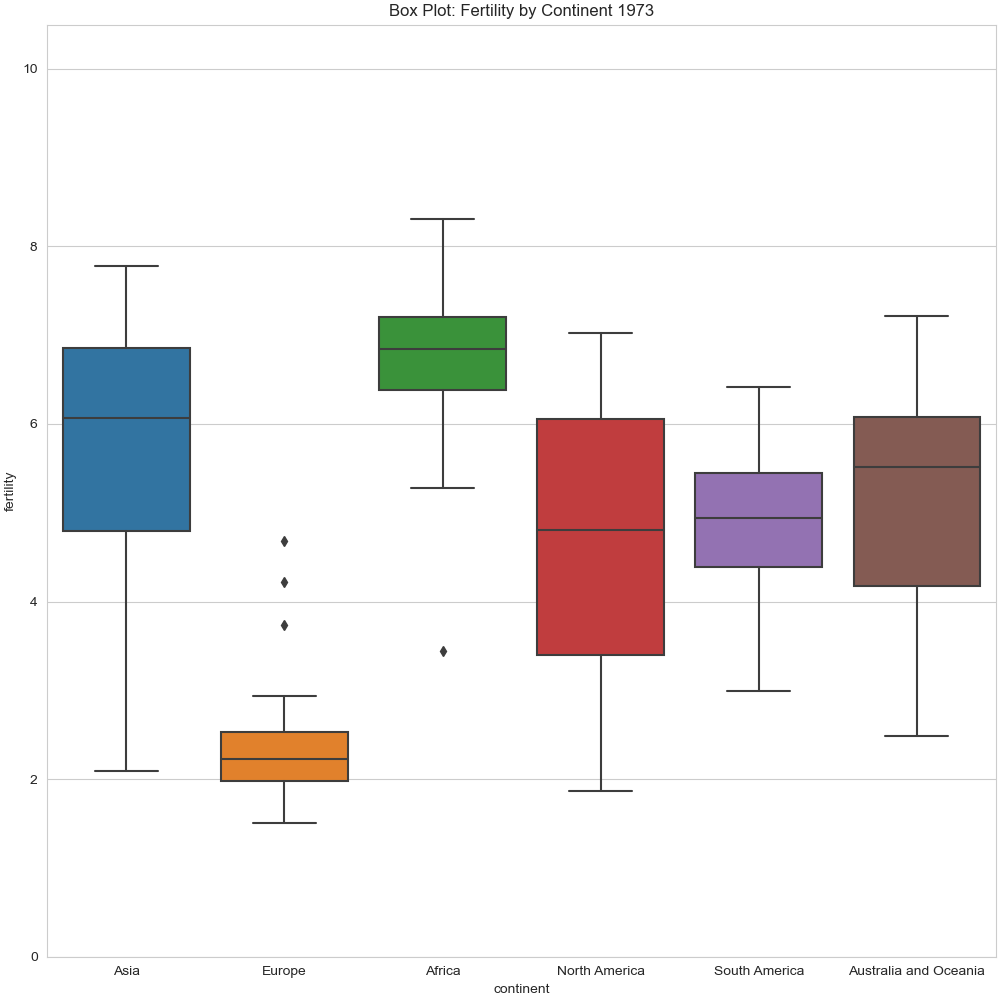 Box Plot: Fertility by Continent 1973
10
8
6
4
2
0
fertility
Asia Europe Africa North America South America Australia and Oceania
continent